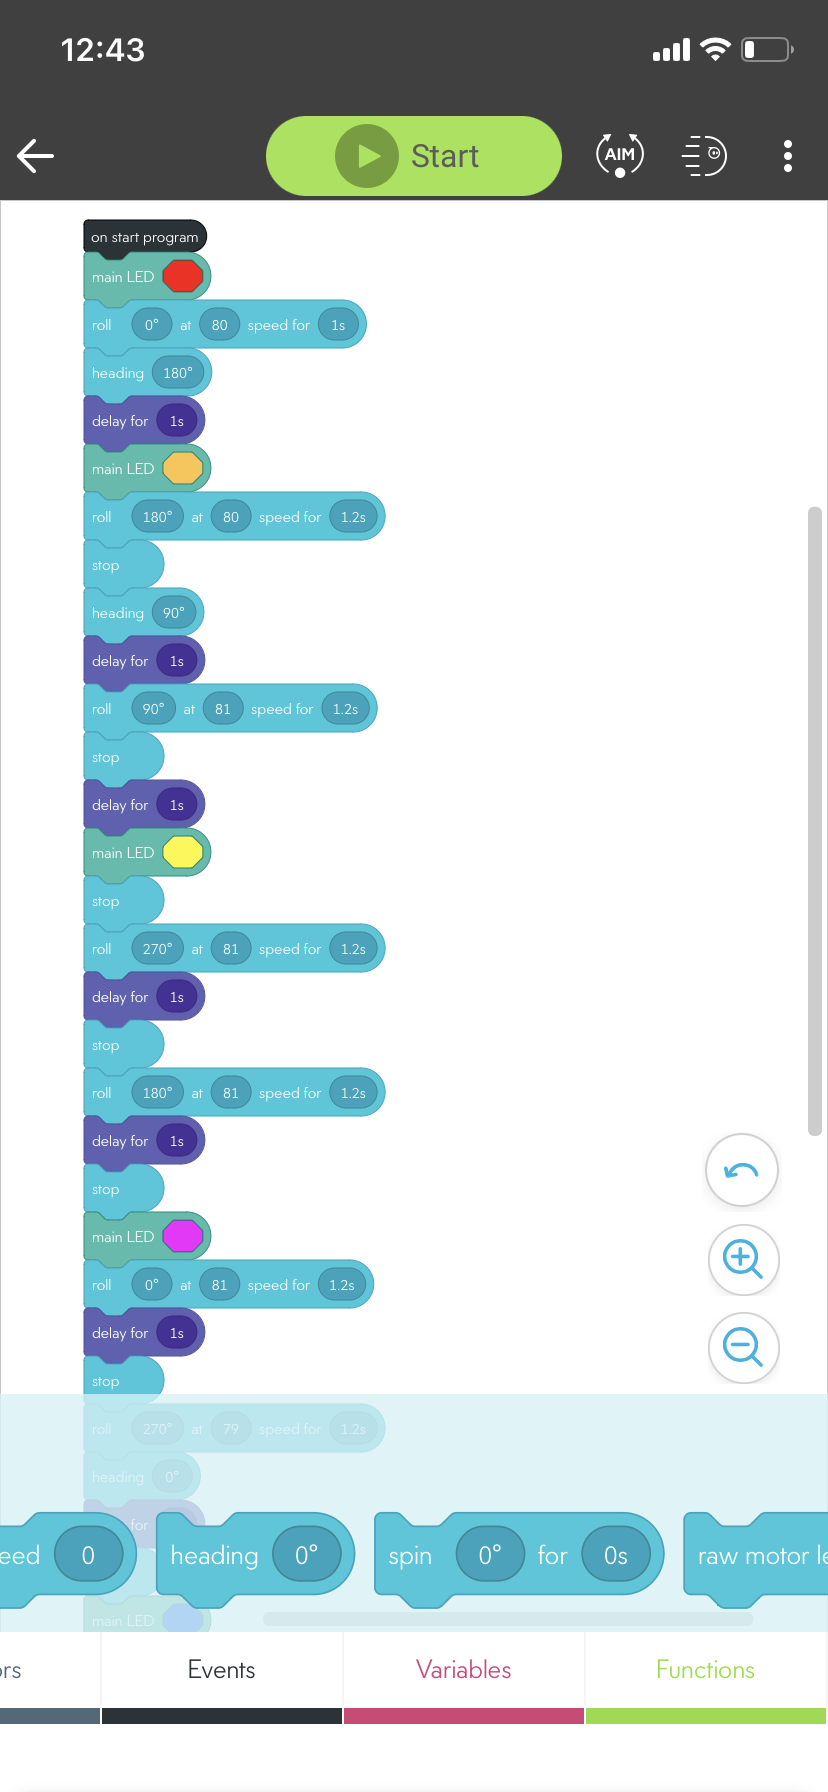 12:43
Start
AIM
on start program
main LED
roll 0° at 80 speed for 1s
heading 180°
delay for 1s
main LED
roll 180° at 80 speed for 1.2s
stop
heading 90°
delay for 1s
roll 90° at 81 speed for 1.2s
stop
delay for 1s
main LED
stop
roll 270° at 81 speed for 1.2s
delay for 1s
stop
roll 180° at 81 speed for 1.2s
delay for 1s
stop
main LED
roll 0° at 81 speed for 1.2s
delay for 1s
stop
roll 270° at 79 speed for 1.2s
heading 0°
for
eed 0 heading 0° spin 0° for 0s raw motor le
main LED
ors Events Variables Functions